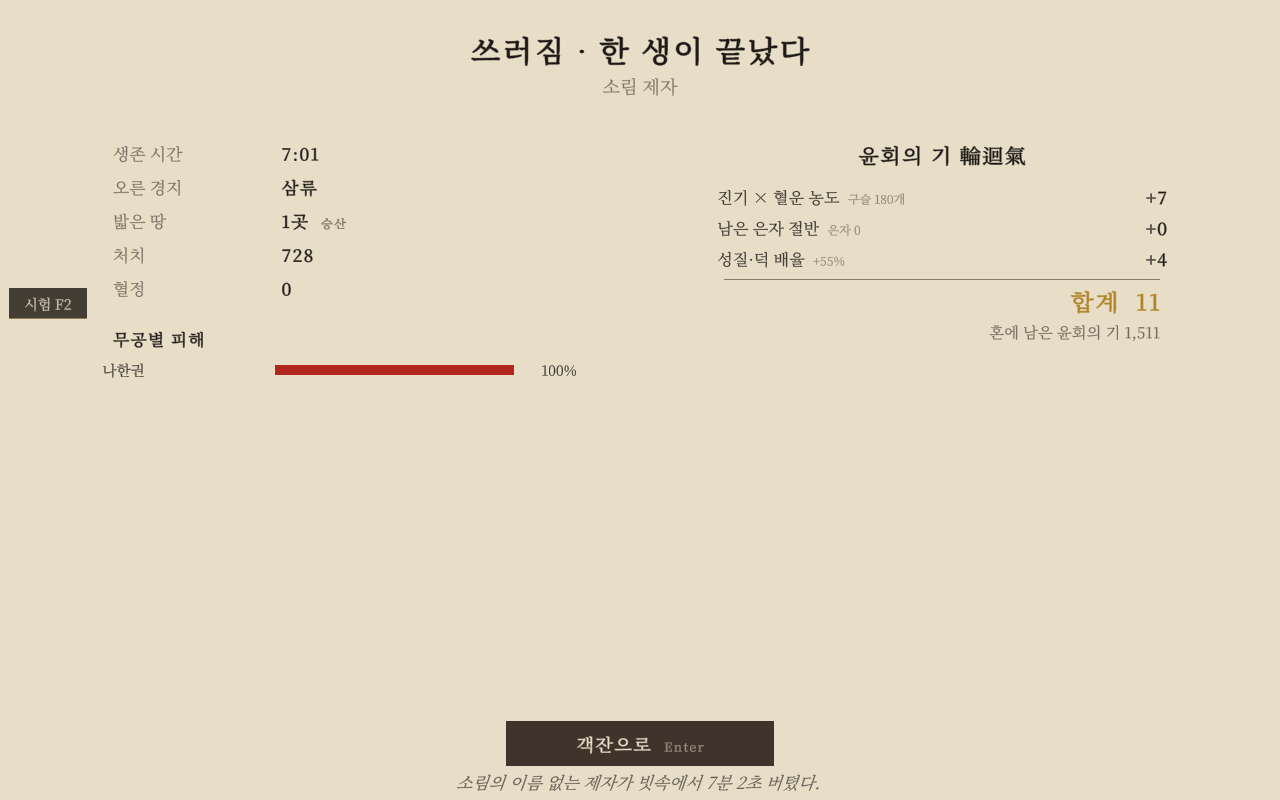 쓰러짐 · 한 생이 끝났다
소림 제자
생존 시간 7:01
오른 경지 삼류
밟은 땅 1곳 숭산
처치 728
혈정 0
시험 F2
무공별 피해
나한권 100%
윤회의 기 輪迴氣
진기 × 혈운 농도 구슬 180개 +7
남은 은자 절반 은자 0 +0
성질·덕 배율 +55% +4
합계 11
혼에 남은 윤회의 기 1,511
객잔으로 Enter
소림의 이름 없는 제자가 빗속에서 7분 2초 버텼다.